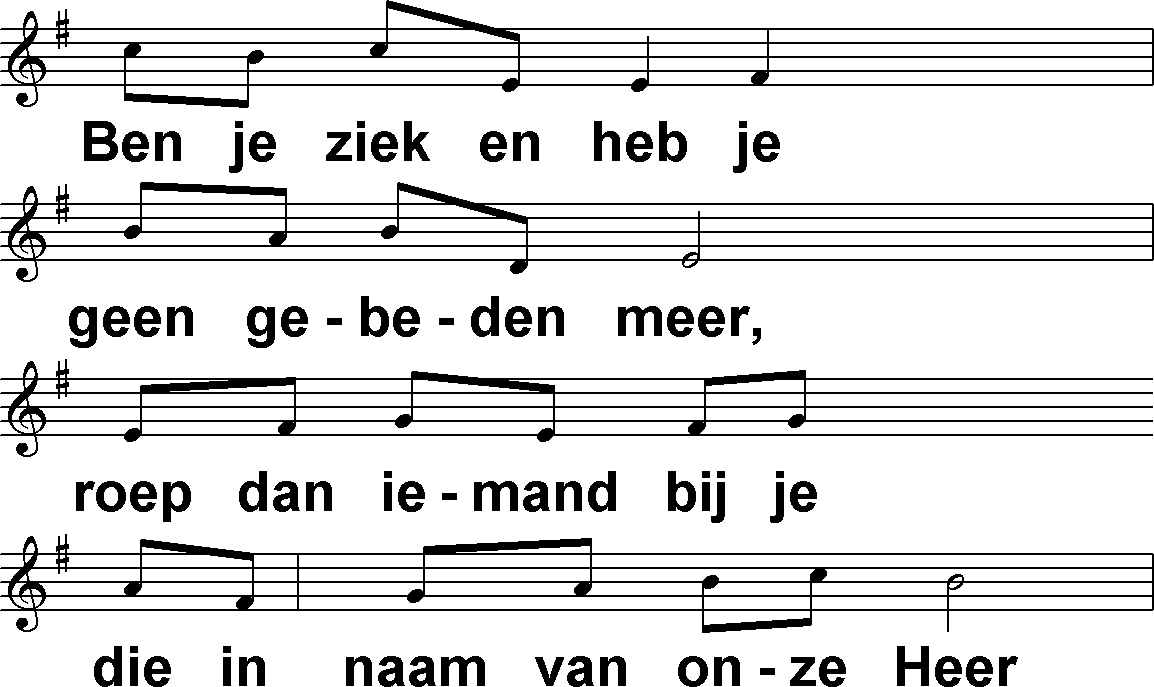 Ben je ziek en heb je
geen ge - be - den meer,
roep dan ie - mand bij je
die in naam van on - ze Heer